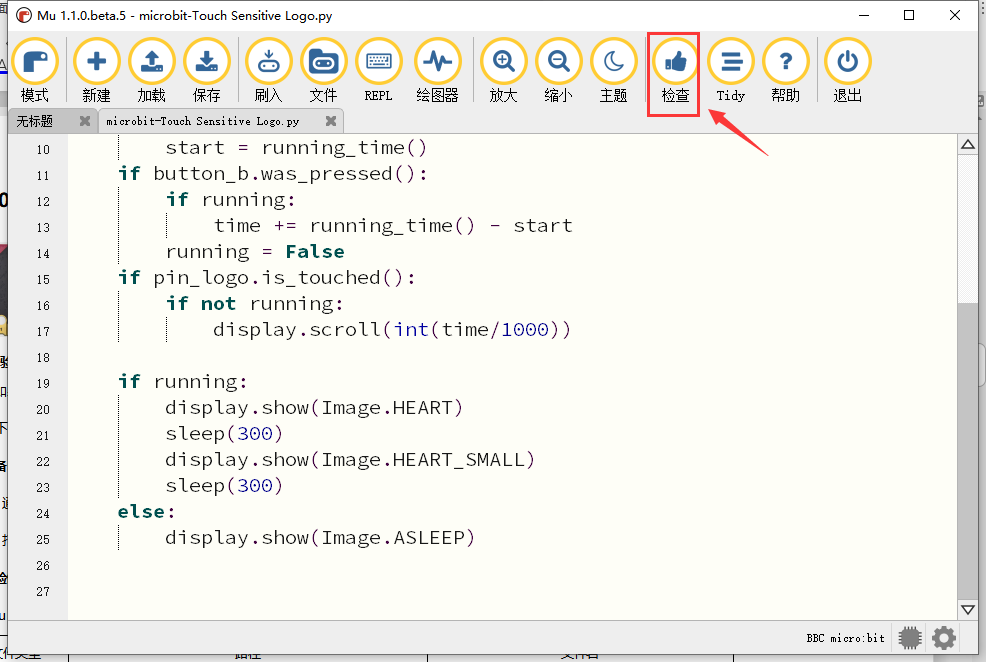 Mu 1.1.0.beta.5 - microbit-Touch Sensitive Logo.py
模式 新建 加载 保存 刷入 文件 REPL 绘图器 放大 缩小 主题 检查 Tidy 帮助 退出
无标题 microbit-Touch Sensitive Logo.py
10 start = running_time()
11 if button_b.was_pressed():
12 if running:
13 time += running_time() - start
14 running = False
15 if pin_logo.is_touched():
16 if not running:
17 display.scroll(int(time/1000))
18
19 if running:
20 display.show(Image.HEART)
21 sleep(300)
22 display.show(Image.HEART_SMALL)
23 sleep(300)
24 else:
25 display.show(Image.ASLEEP)
26
27
BBC micro:bit